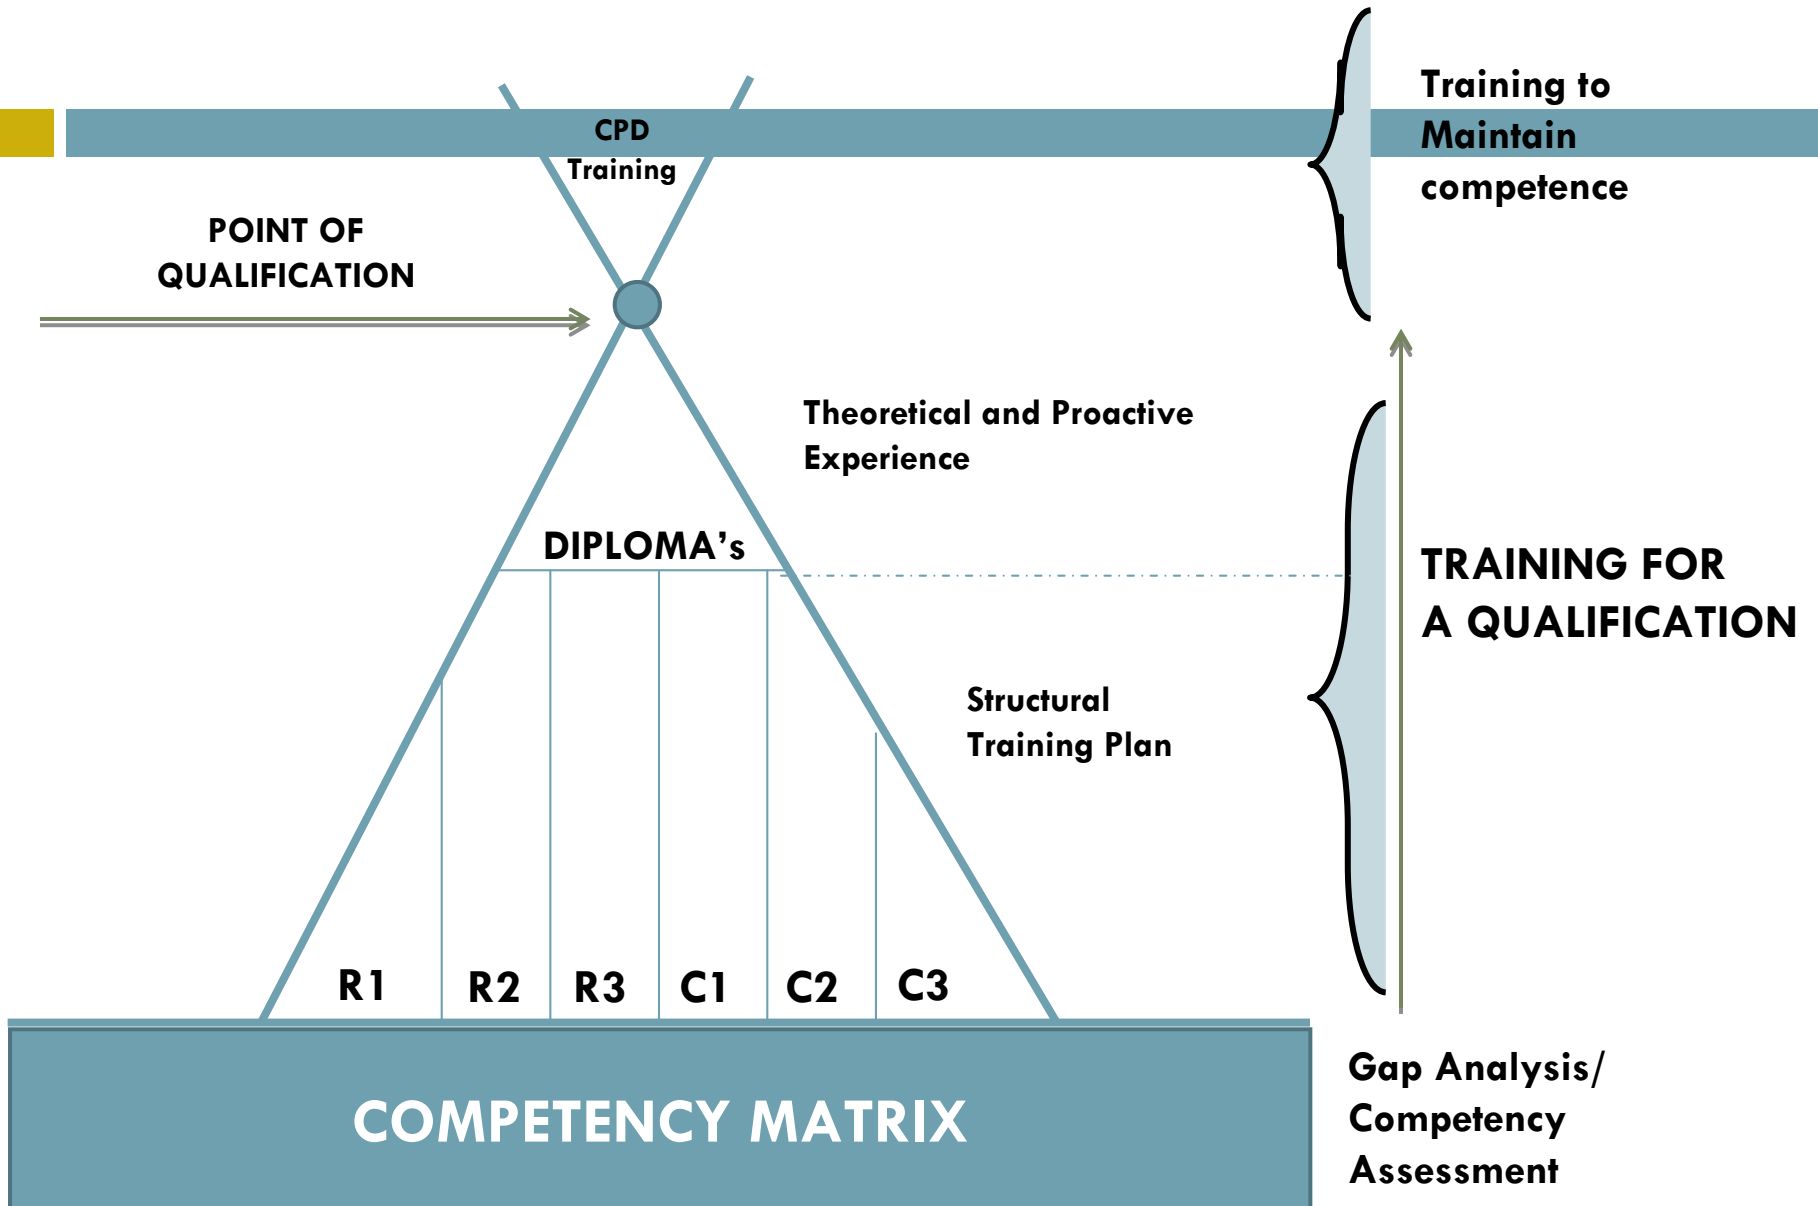 CPD
Training
Training to
Maintain
competence
POINT OF
QUALIFICATION
Theoretical and Proactive
Experience
DIPLOMA’s
TRAINING FOR
A QUALIFICATION
Structural
Training Plan
R1 R2 R3 C1 C2 C3
COMPETENCY MATRIX
Gap Analysis/
Competency
Assessment